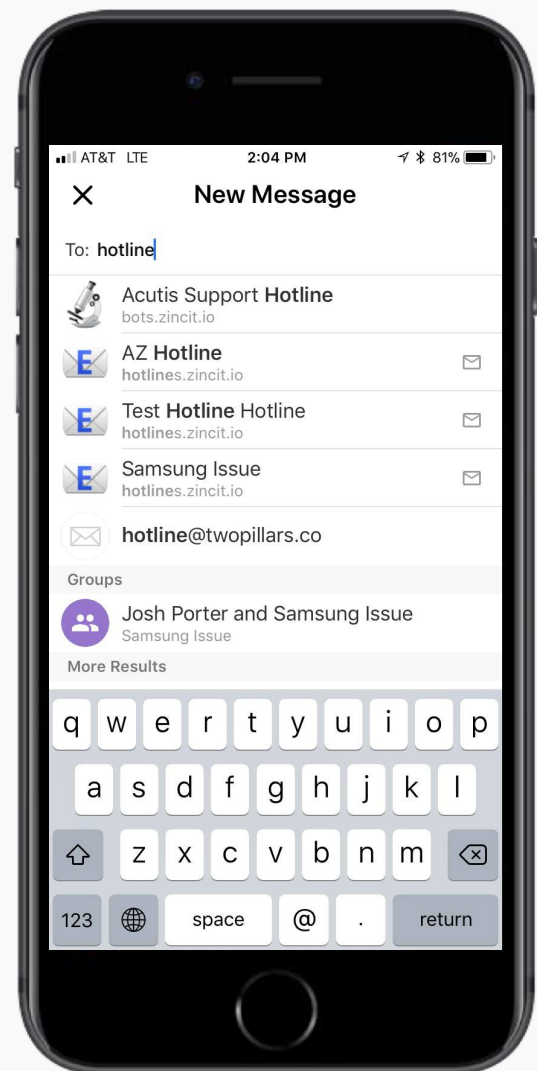 AT&T LTE 2:04 PM 81%
New Message
To: hotline
Acutis Support Hotline
bots.zincit.io
AZ Hotline
hotlines.zincit.io
Test Hotline Hotline
hotlines.zincit.io
Samsung Issue
hotlines.zincit.io
hotline@twopillars.co
Groups
Josh Porter and Samsung Issue
Samsung Issue
More Results
q w e r t y u i o p
a s d f g h j k l
z x c v b n m
123 space @ . return